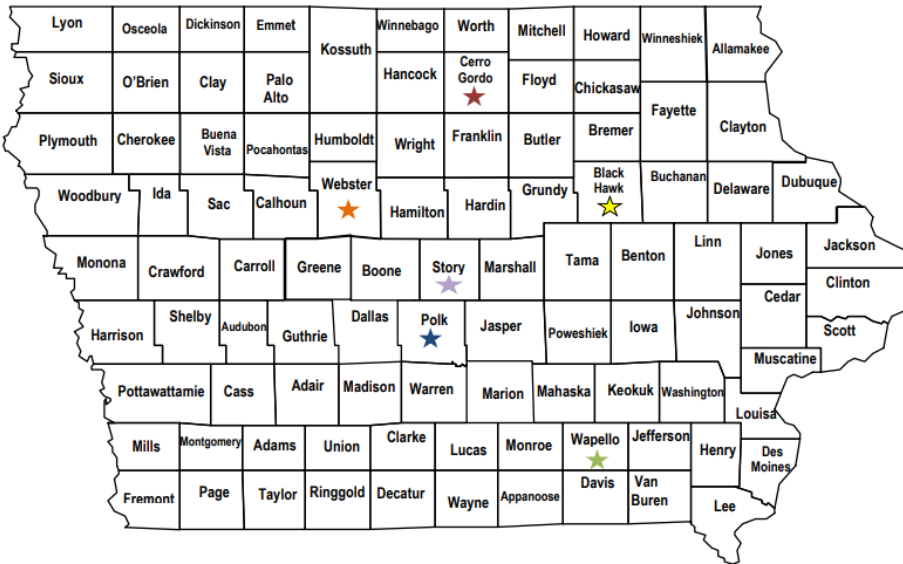 Lyon
Osceola
Dickinson
Emmet
Kossuth
Winnebago
Worth
Mitchell
Howard
Winneshiek
Allamakee
Sioux
O'Brien
Clay
Palo
Alto
Hancock
Cerro
Gordo
Floyd
Chickasaw
Fayette
Clayton
Plymouth
Cherokee
Buena
Vista
Pocahontas
Humboldt
Wright
Franklin
Butler
Bremer
Woodbury
Ida
Sac
Calhoun
Webster
Hamilton
Hardin
Grundy
Black
Hawk
Buchanan
Delaware
Dubuque
Monona
Crawford
Carroll
Greene
Boone
Story
Marshall
Tama
Benton
Linn
Jones
Jackson
Clinton
Harrison
Shelby
Audubon
Guthrie
Dallas
Polk
Jasper
Poweshiek
Iowa
Johnson
Cedar
Scott
Muscatine
Pottawattamie
Cass
Adair
Madison
Warren
Marion
Mahaska
Keokuk
Washington
Louisa
Mills
Montgomery
Adams
Union
Clarke
Lucas
Monroe
Wapello
Jefferson
Henry
Des
Moines
Fremont
Page
Taylor
Ringgold
Decatur
Wayne
Appanoose
Davis
Van
Buren
Lee